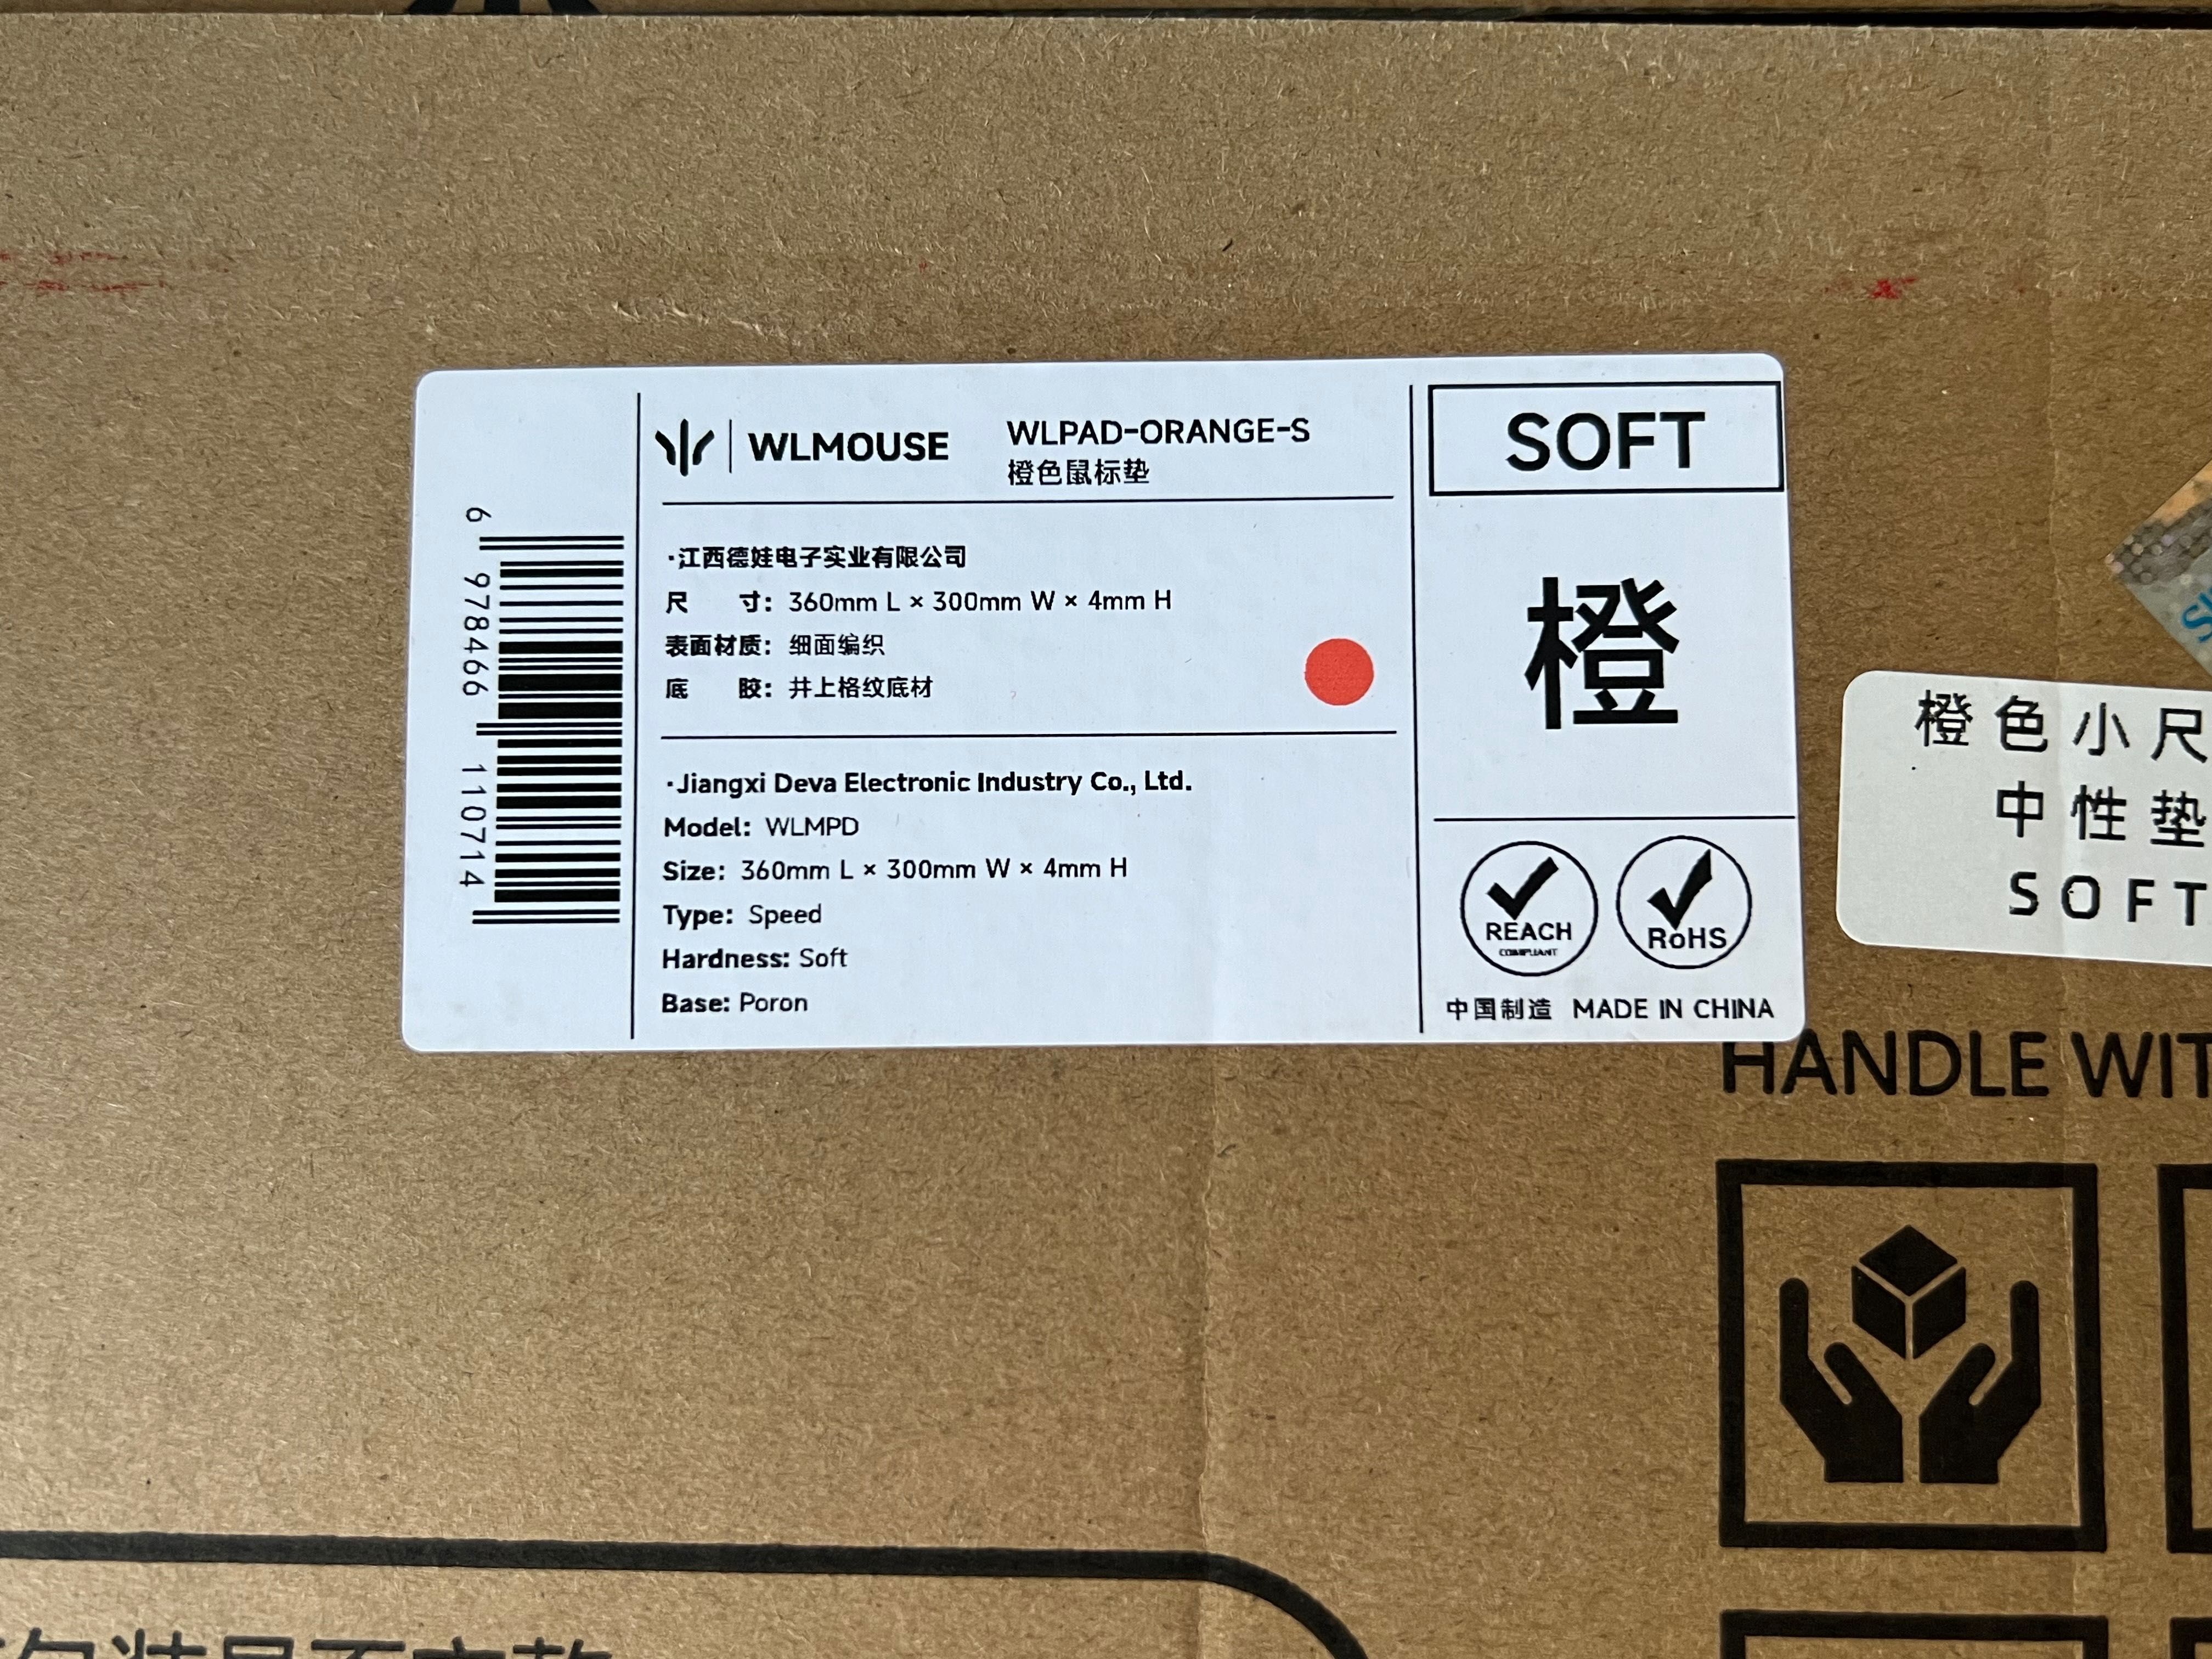 WLMOUSE
WLPAD-ORANGE-S
橙色鼠标垫
·江西德娃电子实业有限公司
尺 寸: 360mm L × 300mm W × 4mm H
表面材质: 细面编织
底 胶: 井上格纹底材
·Jiangxi Deva Electronic Industry Co., Ltd.
Model: WLMPD
Size: 360mm L × 300mm W × 4mm H
Type: Speed
Hardness: Soft
Base: Poron
6 978466 110714
SOFT
橙
REACH
COMPLIANT
RoHS
中国制造 MADE IN CHINA
橙色小尺
中性垫
SOFT
HANDLE WIT